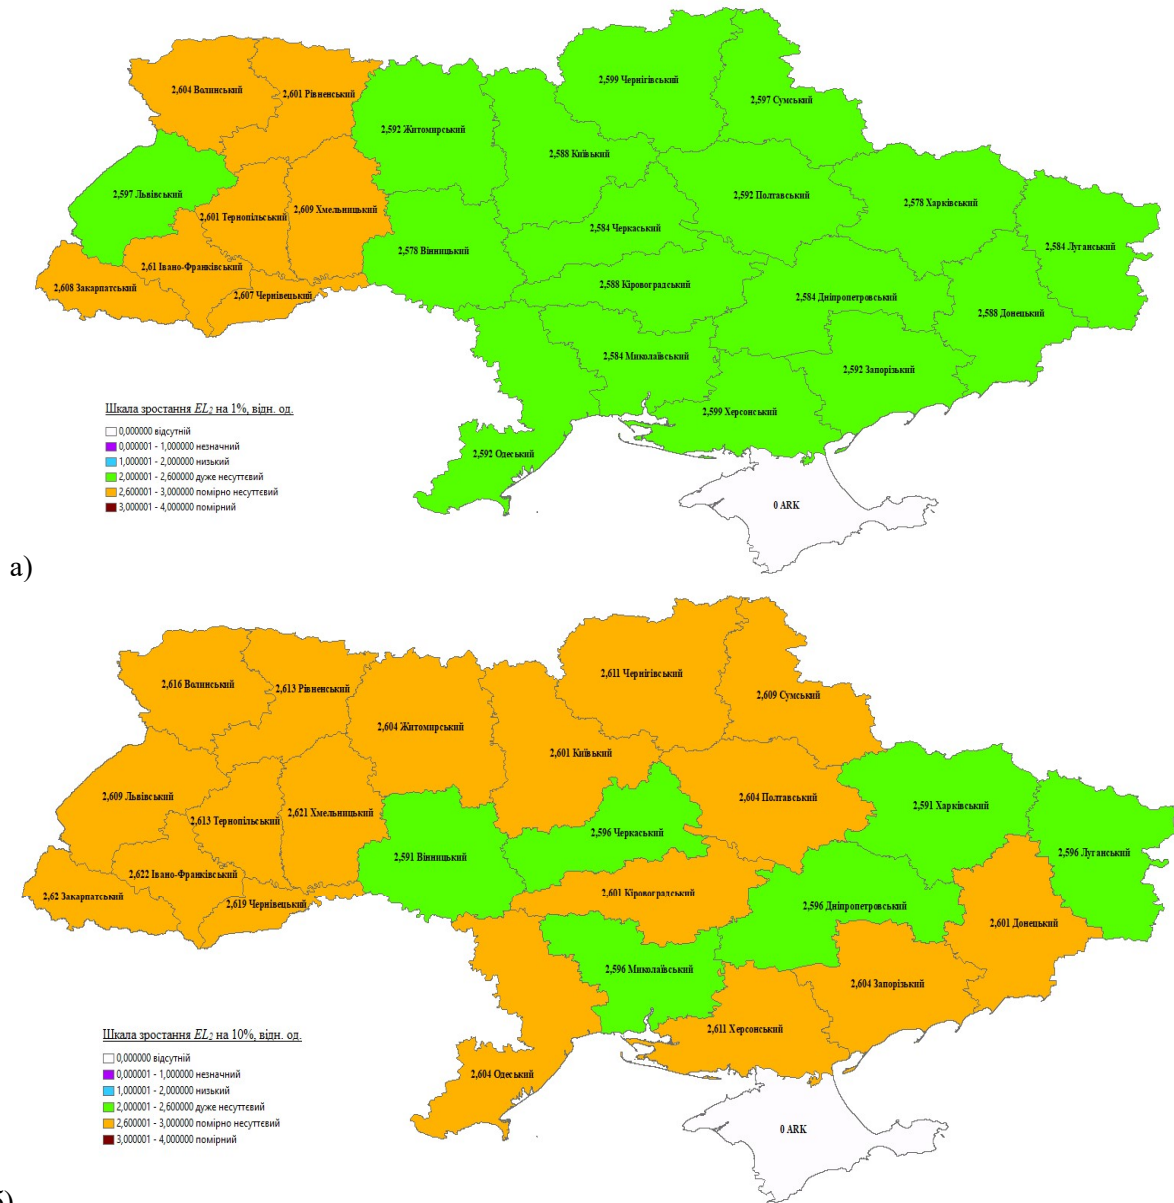 2,599 Чернігівський
2,604 Волинський
2,601 Рівненський
2,597 Сумський
2,592 Житомирський
2,588 Київський
2,597 Львівський
2,592 Полтавський
2,578 Харківський
2,609 Хмельницький
2,601 Тернопільський
2,584 Черкаський
2,584 Луганський
2,578 Вінницький
2,61 Івано-Франківський
2,588 Кіровоградський
2,608 Закарпатський
2,607 Чернівецький
2,584 Дніпропетровський
2,588 Донецький
2,584 Миколаївський
2,592 Запорізький
2,599 Херсонський
2,592 Одеський
0 ARK
Шкала зростання EL2 на 1%, відн. од.
0,000000 відсутній
0,000001 - 1,000000 незначний
1,000001 - 2,000000 низький
2,000001 - 2,600000 дуже несуттєвий
2,600001 - 3,000000 помірно несуттєвий
3,000001 - 4,000000 помірний
а)
2,611 Чернігівський
2,616 Волинський
2,613 Рівненський
2,609 Сумський
2,604 Житомирський
2,601 Київський
2,609 Львівський
2,604 Полтавський
2,591 Харківський
2,621 Хмельницький
2,613 Тернопільський
2,596 Черкаський
2,596 Луганський
2,591 Вінницький
2,622 Івано-Франківський
2,601 Кіровоградський
2,62 Закарпатський
2,619 Чернівецький
2,596 Дніпропетровський
2,601 Донецький
2,596 Миколаївський
2,604 Запорізький
2,611 Херсонський
2,604 Одеський
0 ARK
Шкала зростання EL2 на 10%, відн. од.
0,000000 відсутній
0,000001 - 1,000000 незначний
1,000001 - 2,000000 низький
2,000001 - 2,600000 дуже несуттєвий
2,600001 - 3,000000 помірно несуттєвий
3,000001 - 4,000000 помірний
б)